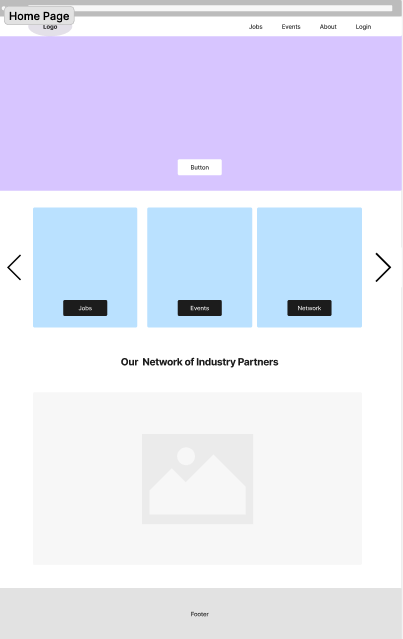 Home Page
Logo
Jobs Events About Login
Button
Jobs Events Network
Our Network of Industry Partners
Footer